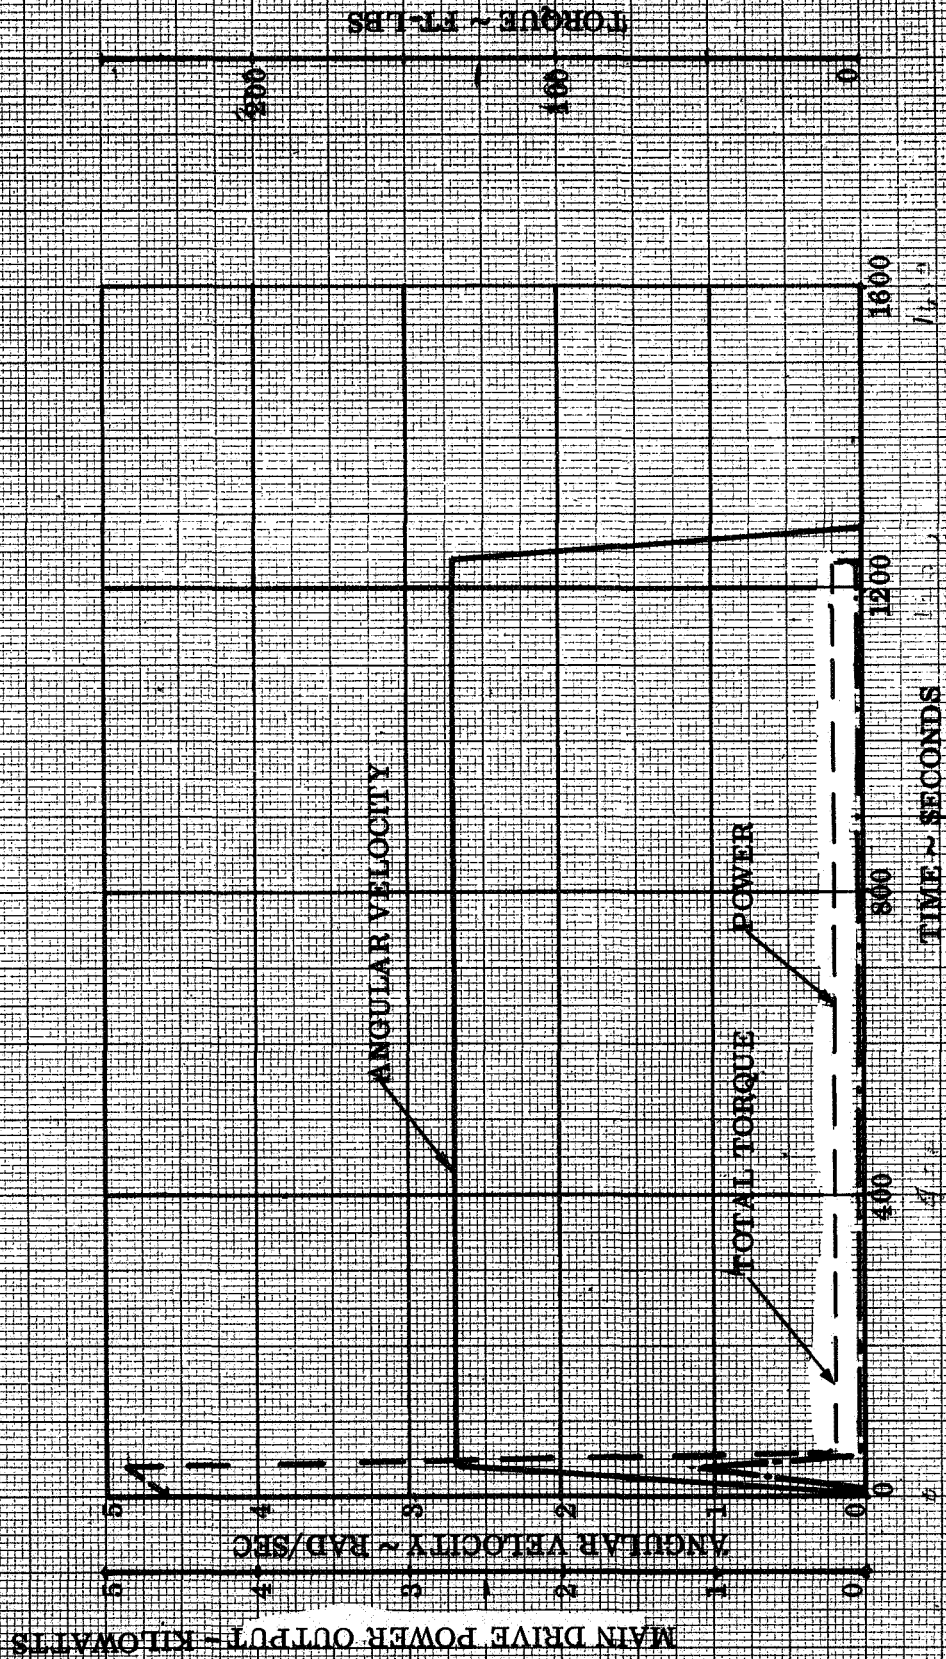 MAIN DRIVE POWER OUTPUT ~ KILOWATTS
5
4
3
2
1
0
ANGULAR VELOCITY ~ RAD/SEC
5
4
3
2
1
0
ANGULAR VELOCITY
TOTAL TORQUE
POWER
0
400
800
1200
1600
TIME ~ SECONDS
200
100
0
TORQUE ~ FT-LBS